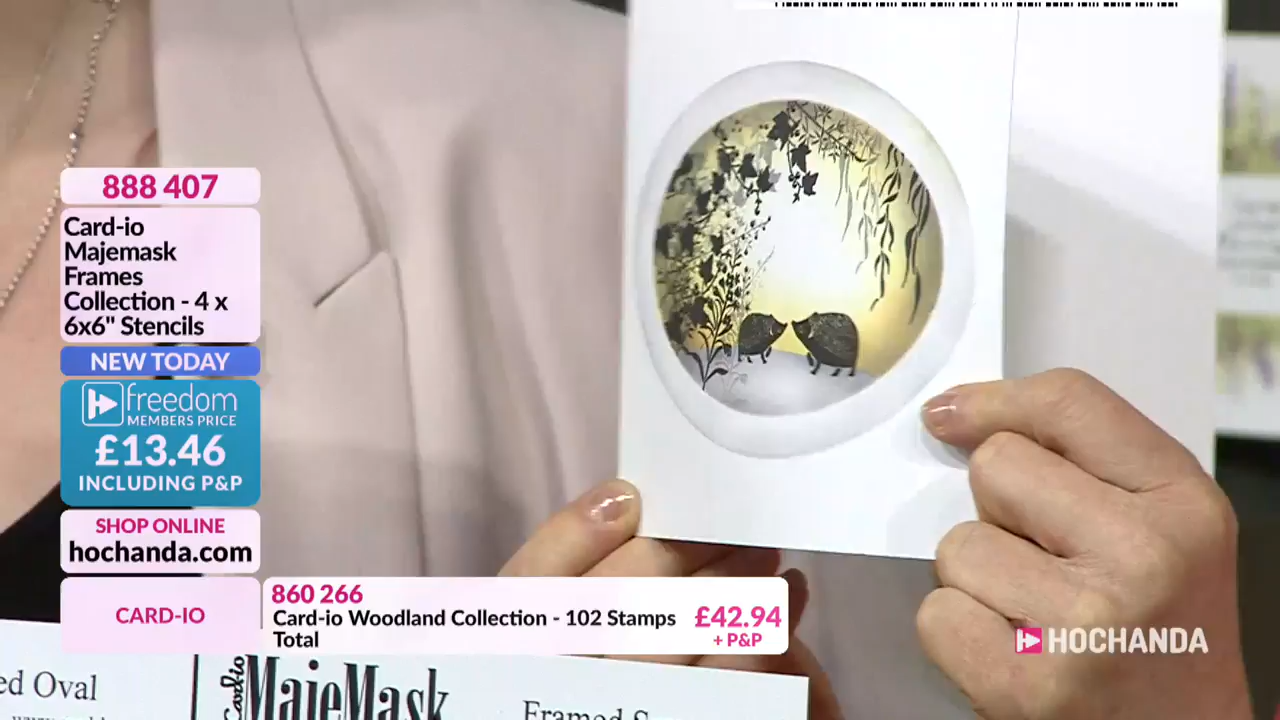 888 407
Card-io
Majemask
Frames
Collection - 4 x
6x6" Stencils
NEW TODAY
freedom
MEMBERS PRICE
£13.46
INCLUDING P&P
SHOP ONLINE
hochanda.com
CARD-IO
860 266
Card-io Woodland Collection - 102 Stamps
Total
£42.94
+ P&P
HOCHANDA
ed Oval
Cardio
MajeMask
Framed